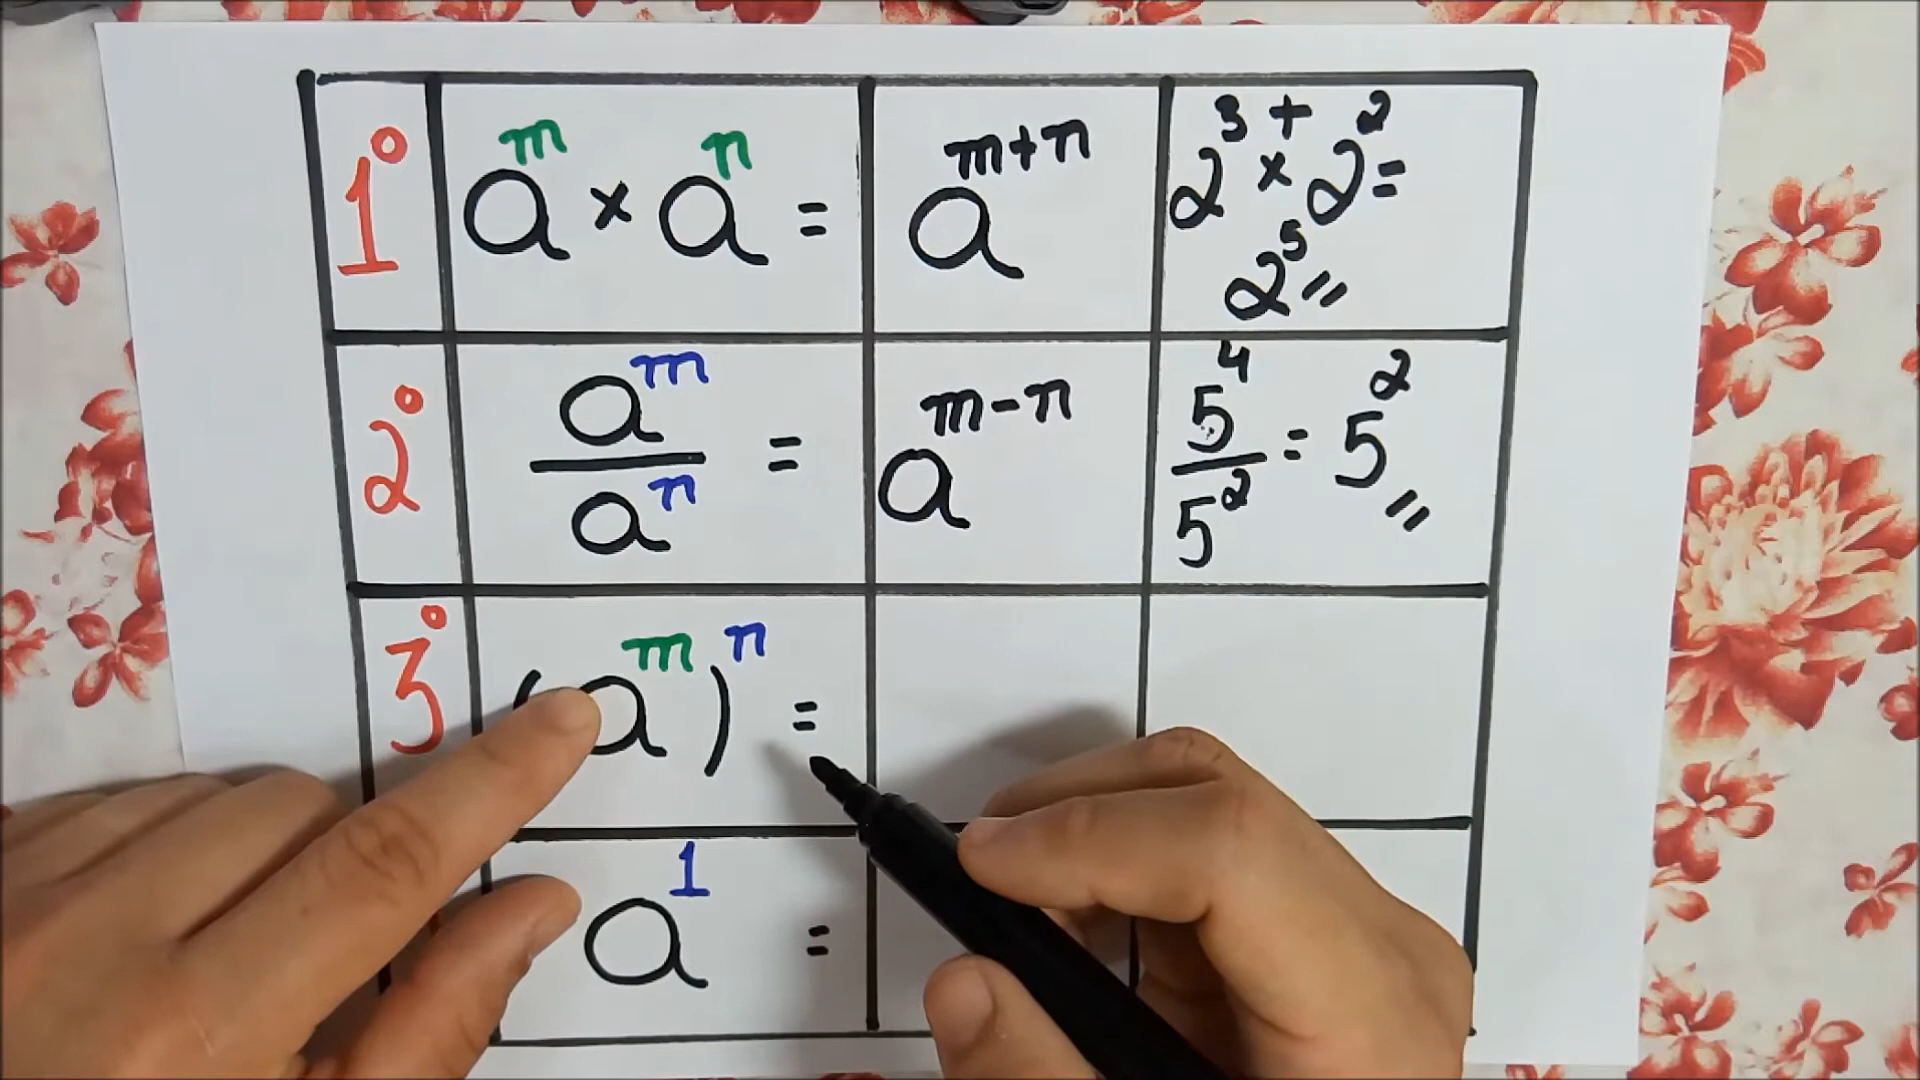 1° aᵐ × aⁿ = aᵐ⁺ⁿ 2³ ⁺ × 2² =
2⁵ //
2° aᵐ / aⁿ = aᵐ⁻ⁿ 5⁴ / 5² = 5² //
3° (aᵐ)ⁿ =
a¹ =